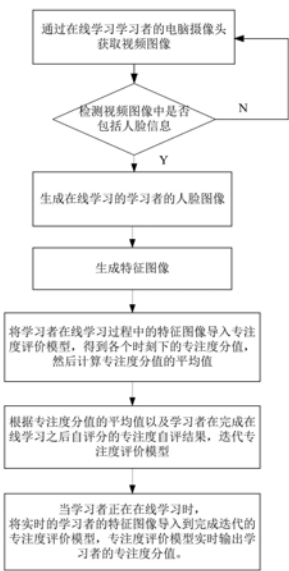 通过在线学习学习者的电脑摄像头
获取视频图像
检测视频图像中是否
包括人脸信息
N
Y
生成在线学习的学习者的人脸图像
生成特征图像
将学习者在线学习过程中的特征图像导入专注
度评价模型，得到各个时刻下的专注度分值，
然后计算专注度分值的平均值
根据专注度分值的平均值以及学习者在完成在
线学习之后自评分的专注度自评结果，迭代专
注度评价模型
当学习者正在在线学习时，
将实时的学习者的特征图像导入到完成迭代的
专注度评价模型，专注度评价模型实时输出学
习者的专注度分值。